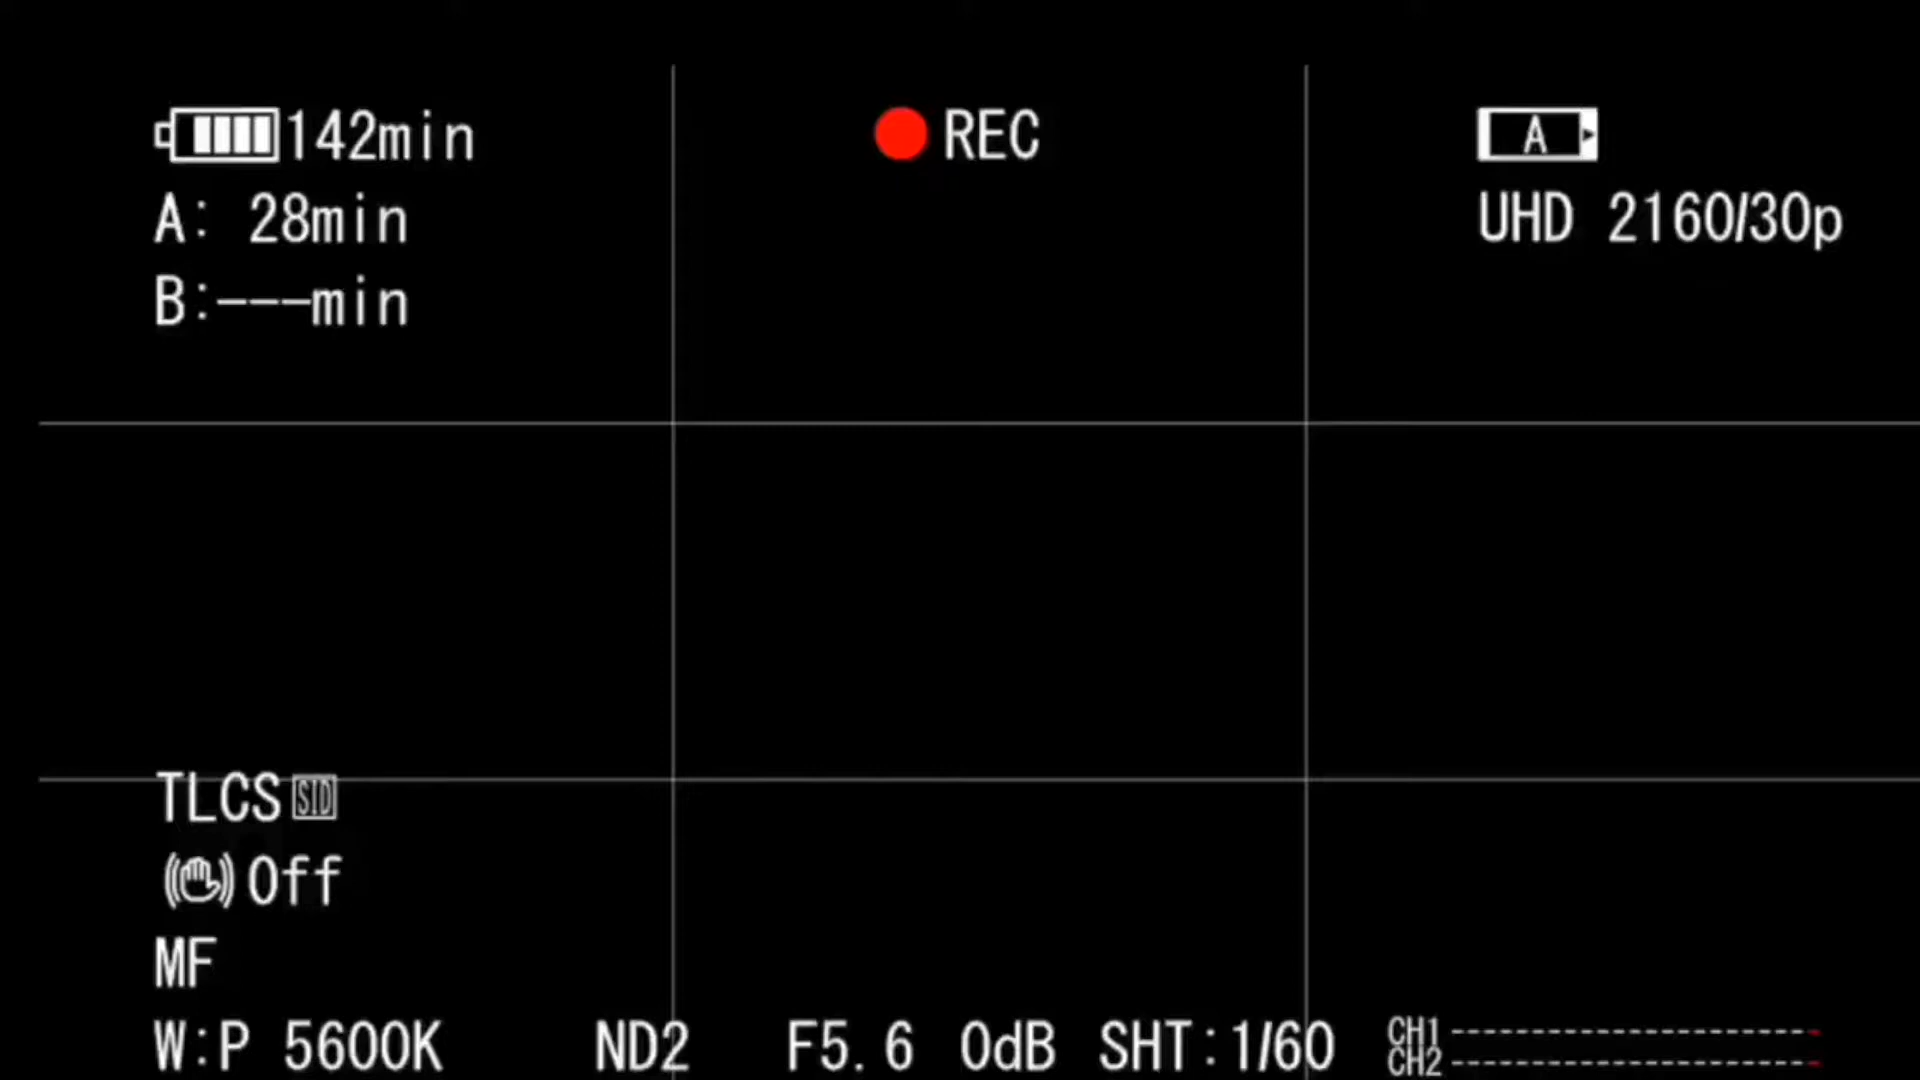 142min
REC
A
A: 28min
UHD 2160/30p
B:---min
TLCS SID
Off
MF
W:P 5600K ND2 F5.6 0dB SHT:1/60 CH1
CH2